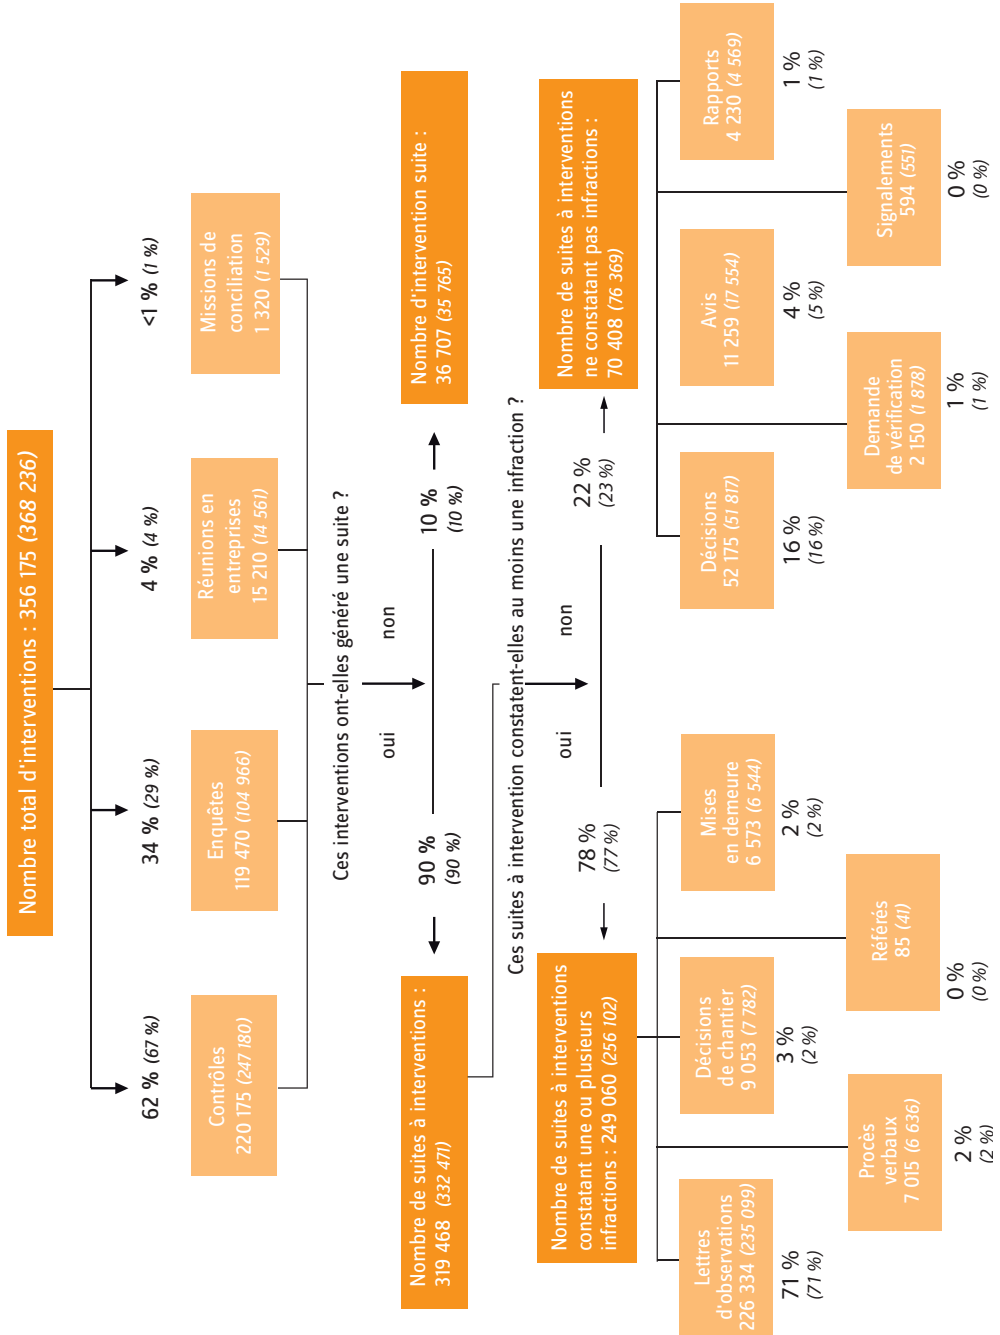 Nombre total d'interventions : 356 175 (368 236)
62 % (67 %)
34 % (29 %)
4 % (4 %)
<1 % (1 %)
Contrôles
220 175 (247 180)
Enquêtes
119 470 (104 966)
Réunions en
entreprises
15 210 (14 561)
Missions de
conciliation
1 320 (1 529)
Ces interventions ont-elles généré une suite ?
oui
non
90 %
(90 %)
10 %
(10 %)
Nombre de suites à interventions :
319 468 (332 471)
Nombre d'intervention suite :
36 707 (35 765)
Ces suites à intervention constatent-elles au moins une infraction ?
oui
non
78 %
(77 %)
22 %
(23 %)
Nombre de suites à interventions
constatant une ou plusieurs
infractions : 249 060 (256 102)
Nombre de suites à interventions
ne constatant pas infractions :
70 408 (76 369)
Lettres
d'observations
226 334 (235 099)
71 %
(71 %)
Procès
verbaux
7 015 (6 636)
2 %
(2 %)
Décisions
de chantier
9 053 (7 782)
3 %
(2 %)
Référés
85 (41)
0 %
(0 %)
Mises
en demeure
6 573 (6 544)
2 %
(2 %)
Décisions
52 175 (51 817)
16 %
(16 %)
Demande
de vérification
2 150 (1 878)
1 %
(1 %)
Avis
11 259 (17 554)
4 %
(5 %)
Signalements
594 (551)
0 %
(0 %)
Rapports
4 230 (4 569)
1 %
(1 %)